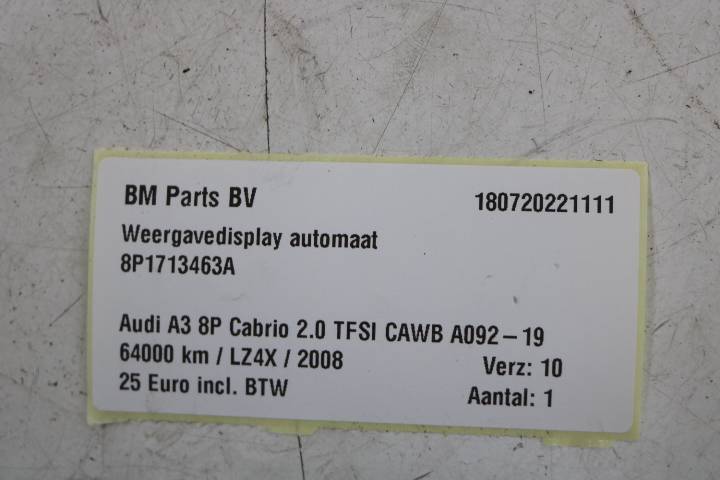 BM Parts BV 180720221111
Weergavedisplay automaat
8P1713463A
Audi A3 8P Cabrio 2.0 TFSI CAWB A092-19
64000 km / LZ4X / 2008 Verz: 10
25 Euro incl. BTW Aantal: 1